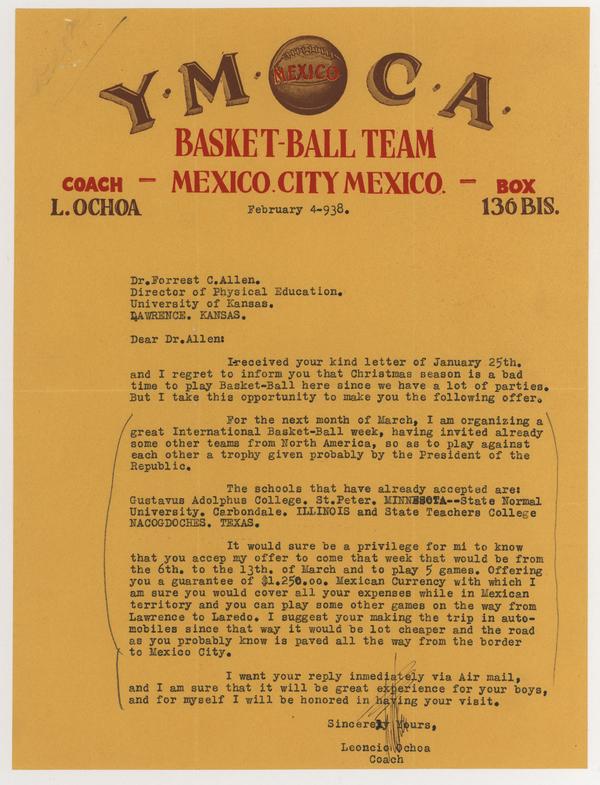 Y.M.C.A.
MEXICO
BASKET-BALL TEAM
COACH — MEXICO.CITY MEXICO. — BOX
L. OCHOA 136 BIS.
February 4-938.
Dr.Forrest C.Allen.
Director of Physical Education.
University of Kansas.
LAWRENCE. KANSAS.
Dear Dr.Allen:
I received your kind letter of January 25th.
and I regret to inform you that Christmas season is a bad
time to play Basket-Ball here since we have a lot of parties.
But I take this opportunity to make you the following offer.
For the next month of March, I am organizing a
great International Basket-Ball week, having invited already
some other teams from North America, so as to play against
each other a trophy given probably by the President of the
Republic.
The schools that have already accepted are:
Gustavus Adolphus College. St.Peter. MINNESOTA--State Normal
University. Carbondale. ILLINOIS and State Teachers College
NACOGDOCHES. TEXAS.
It would sure be a privilege for mi to know
that you accep my offer to come that week that would be from
the 6th. to the 13th. of March and to play 5 games. Offering
you a guarantee of $1.250.oo. Mexican Currency with which I
am sure you would cover all your expenses while in Mexican
territory and you can play some other games on the way from
Lawrence to Laredo. I suggest your making the trip in auto-
mobiles since that way it would be lot cheaper and the road
as you probably know is paved all the way from the border
to Mexico City.
I want your reply inmediately via Air mail,
and I am sure that it will be great experience for your boys,
and for myself I will be honored in having your visit.
Sincerely Yours,
Leoncio Ochoa
Coach